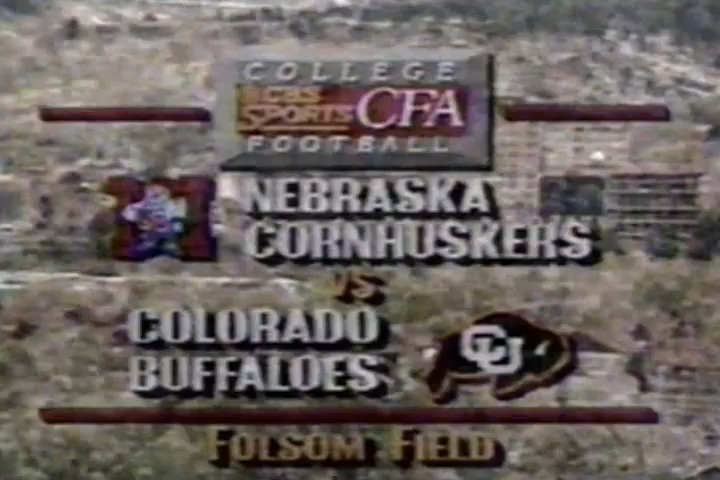 COLLEGE
CBS SPORTS CFA
FOOTBALL
NEBRASKA
CORNHUSKERS
VS.
COLORADO
BUFFALOES
CU
FOLSOM FIELD